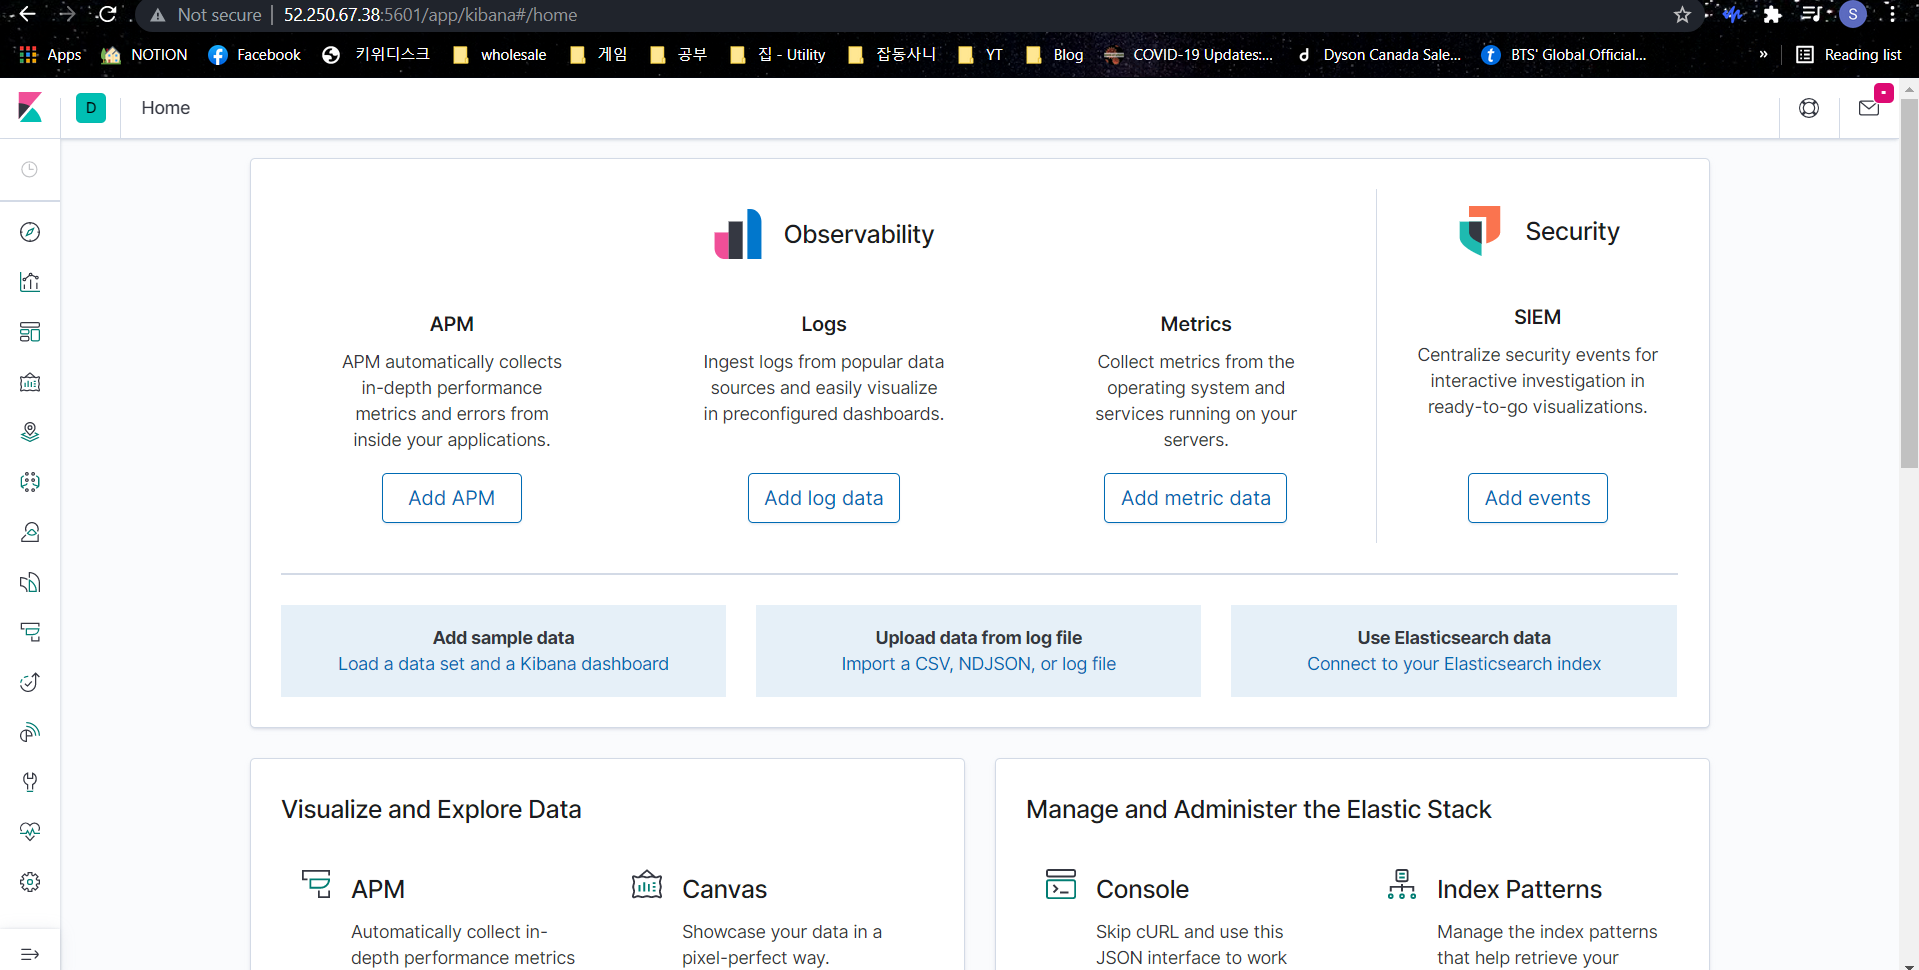 Not secure | 52.250.67.38:5601/app/kibana#/home
S
Apps NOTION Facebook 키위디스크 wholesale 게임 공부 집 - Utility 잡동사니 YT Blog COVID-19 Updates:... Dyson Canada Sale... BTS' Global Official... » Reading list
D Home
Observability
Security
APM
APM automatically collects
in-depth performance
metrics and errors from
inside your applications.
Add APM
Logs
Ingest logs from popular data
sources and easily visualize
in preconfigured dashboards.
Add log data
Metrics
Collect metrics from the
operating system and
services running on your
servers.
Add metric data
SIEM
Centralize security events for
interactive investigation in
ready-to-go visualizations.
Add events
Add sample data
Load a data set and a Kibana dashboard
Upload data from log file
Import a CSV, NDJSON, or log file
Use Elasticsearch data
Connect to your Elasticsearch index
Visualize and Explore Data
APM
Automatically collect in-
depth performance metrics
Canvas
Showcase your data in a
pixel-perfect way.
Manage and Administer the Elastic Stack
Console
Skip cURL and use this
JSON interface to work
Index Patterns
Manage the index patterns
that help retrieve your